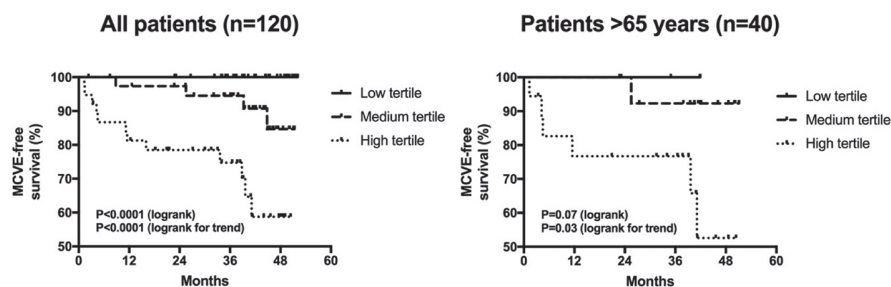 All patients (n=120)
100
90
80
70
60
50
MCVE-free
survival (%)
P<0.0001 (logrank)
P<0.0001 (logrank for trend)
0
12
24
36
48
60
Months
Low tertile
Medium tertile
High tertile
Patients >65 years (n=40)
100
90
80
70
60
50
MCVE-free
survival (%)
P=0.07 (logrank)
P=0.03 (logrank for trend)
0
12
24
36
48
60
Months
Low tertile
Medium tertile
High tertile